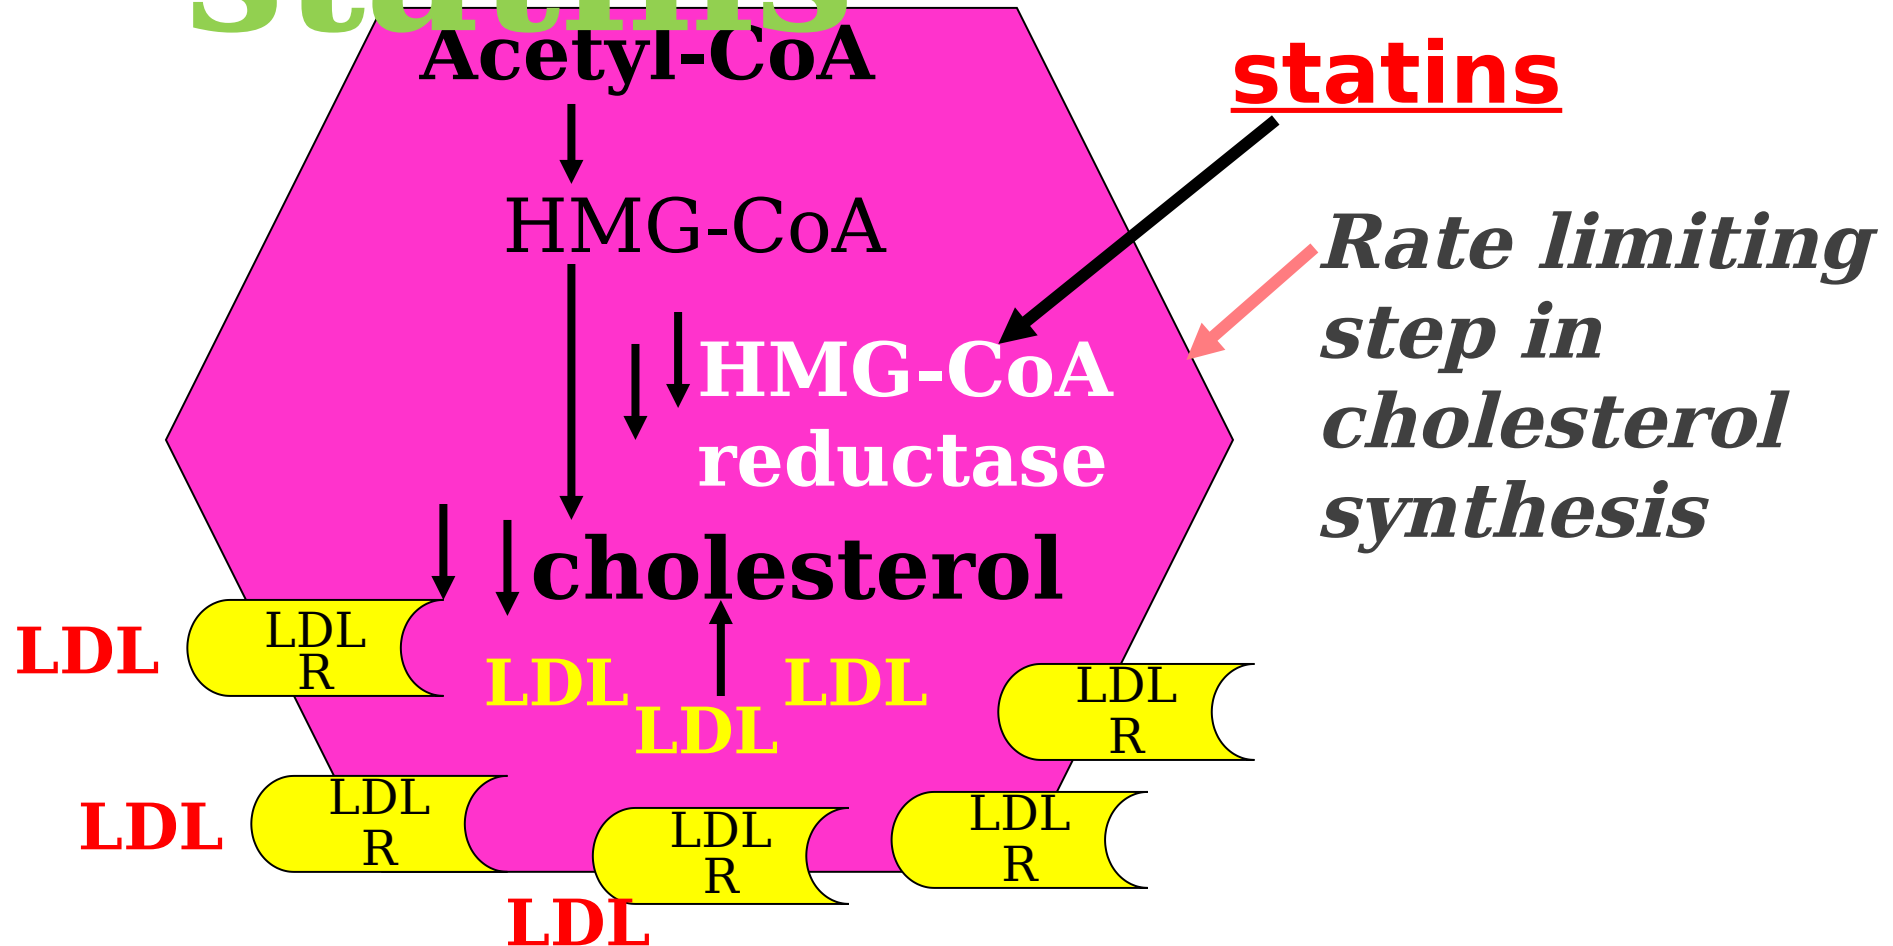 statins
Acetyl-CoA
statins
HMG-CoA
Rate limiting
step in
cholesterol
synthesis
HMG-CoA
reductase
cholesterol
LDL
LDL
R
LDL
LDL
LDL
LDL
R
LDL
LDL
R
LDL
R
LDL
R
LDL